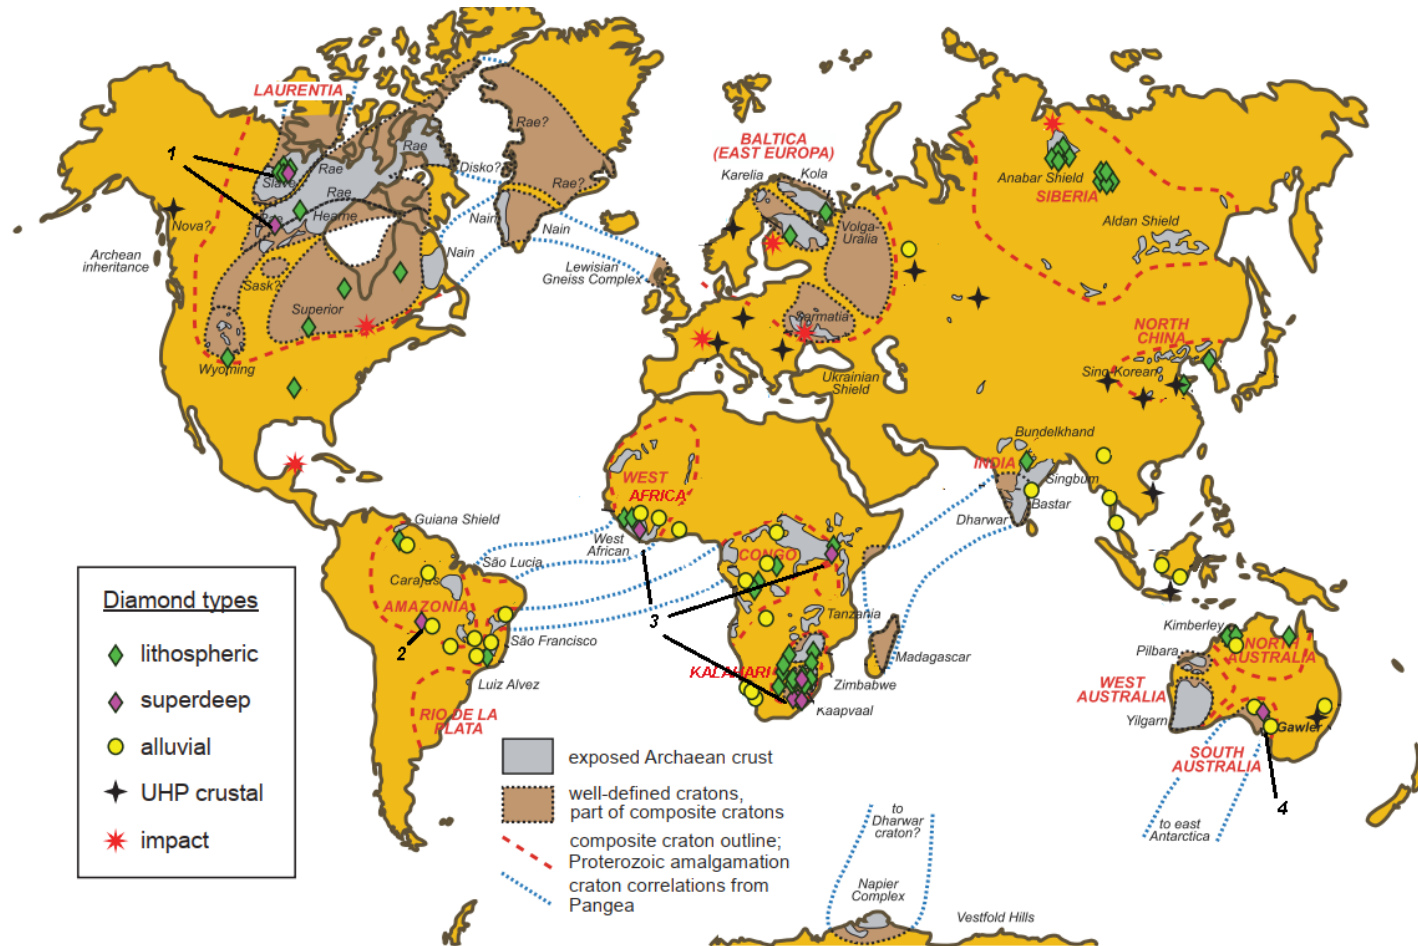 LAURENTIA
1
Slave
Rae
Rae
Rae
Rae
Hearne
Nova?
Archean
inheritance
Sask?
Superior
Wyoming
Nain
Nain
Nain
Disko?
Rae?
Rae?
Lewisian
Gneiss Complex
BALTICA
(EAST EUROPA)
Karelia
Kola
Volga-
Uralia
Sarmatia
Ukrainian
Shield
Anabar Shield
SIBERIA
Aldan Shield
NORTH
CHINA
Sino-Korean
Bundelkhand
INDIA
Singbum
Bastar
Dharwar
WEST
AFRICA
West
African
CONGO
Tanzania
3
KALAHARI
Zimbabwe
Kaapvaal
Madagascar
Guiana Shield
São Lucia
Carajas
AMAZONIA
2
São Francisco
Luiz Alvez
RIO DE LA
PLATA
Kimberley
Pilbara
NORTH
AUSTRALIA
WEST
AUSTRALIA
Yilgarn
Gawler
SOUTH
AUSTRALIA
4
to east
Antarctica
to
Dharwar
craton?
Napier
Complex
Vestfold Hills
Diamond types
lithospheric
superdeep
alluvial
UHP crustal
impact
exposed Archaean crust
well-defined cratons,
part of composite cratons
composite craton outline;
Proterozoic amalgamation
craton correlations from
Pangea